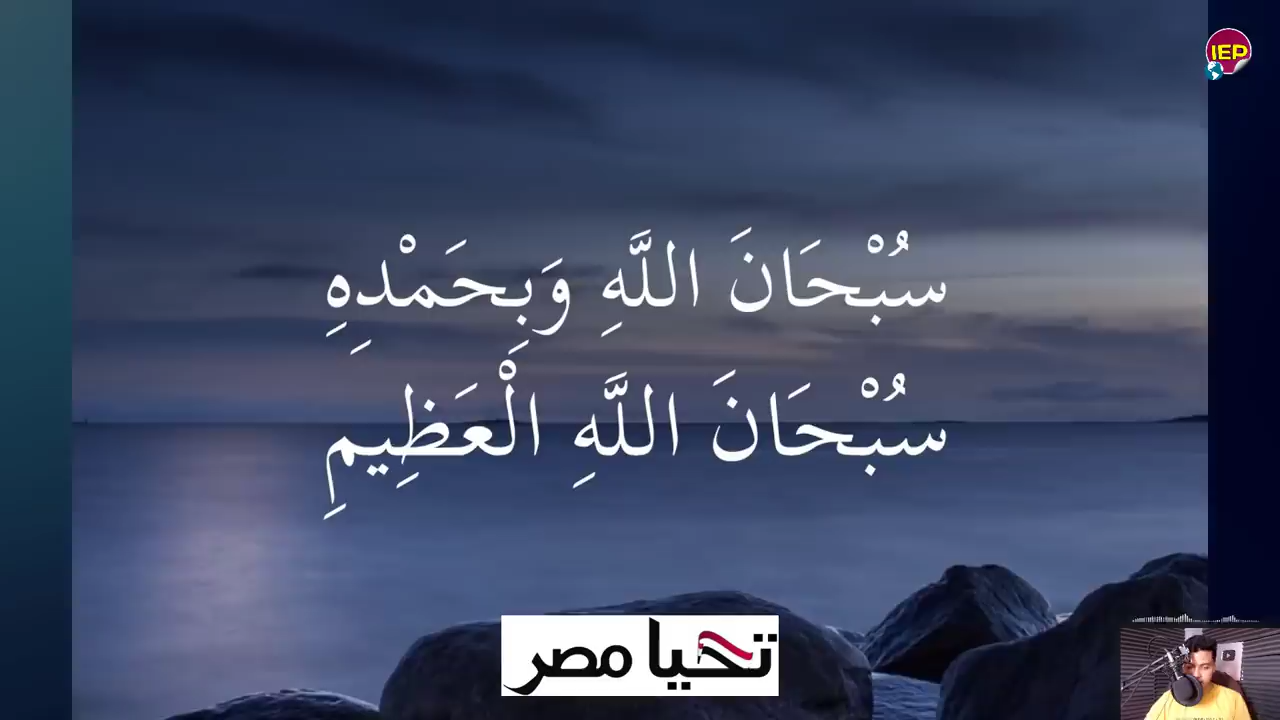 IEP
سُبْحَانَ اللَّهِ وَبِحَمْدِهِ
سُبْحَانَ اللَّهِ الْعَظِيمِ
تحيا مصر